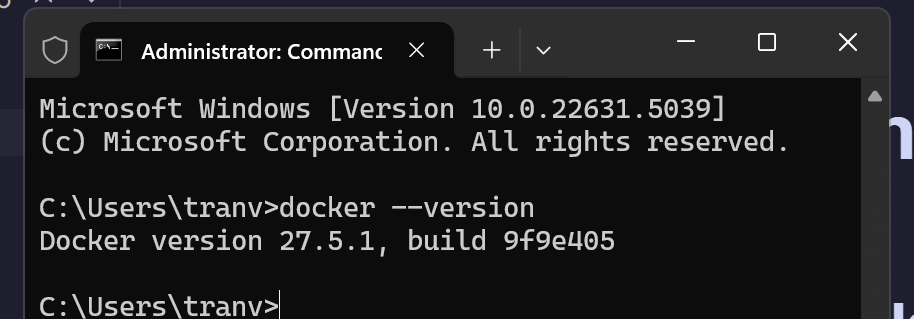 Administrator: Command
Microsoft Windows [Version 10.0.22631.5039]
(c) Microsoft Corporation. All rights reserved.
C:\Users\tranv>docker --version
Docker version 27.5.1, build 9f9e405
C:\Users\tranv>